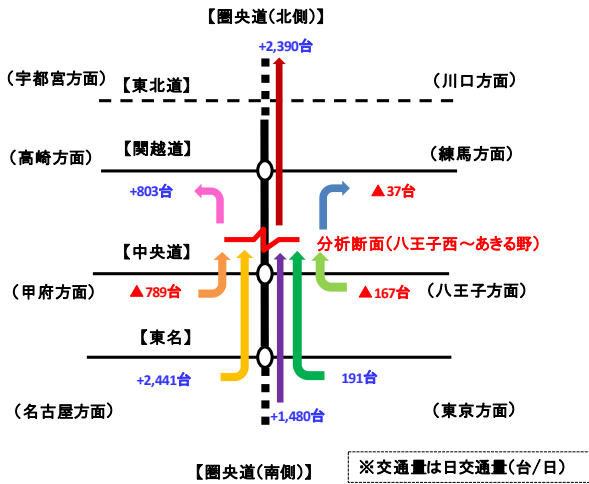 【圏央道(北側)】
+2,390台
(宇都宮方面)
【東北道】
(川口方面)
【関越道】
(高崎方面)
(練馬方面)
+803台
▲37台
分析断面(八王子西～あきる野)
【中央道】
(甲府方面)
▲789台
▲167台
(八王子方面)
【東名】
+2,441台
191台
(名古屋方面)
+1,480台
(東京方面)
【圏央道(南側)】
※交通量は日交通量(台/日)